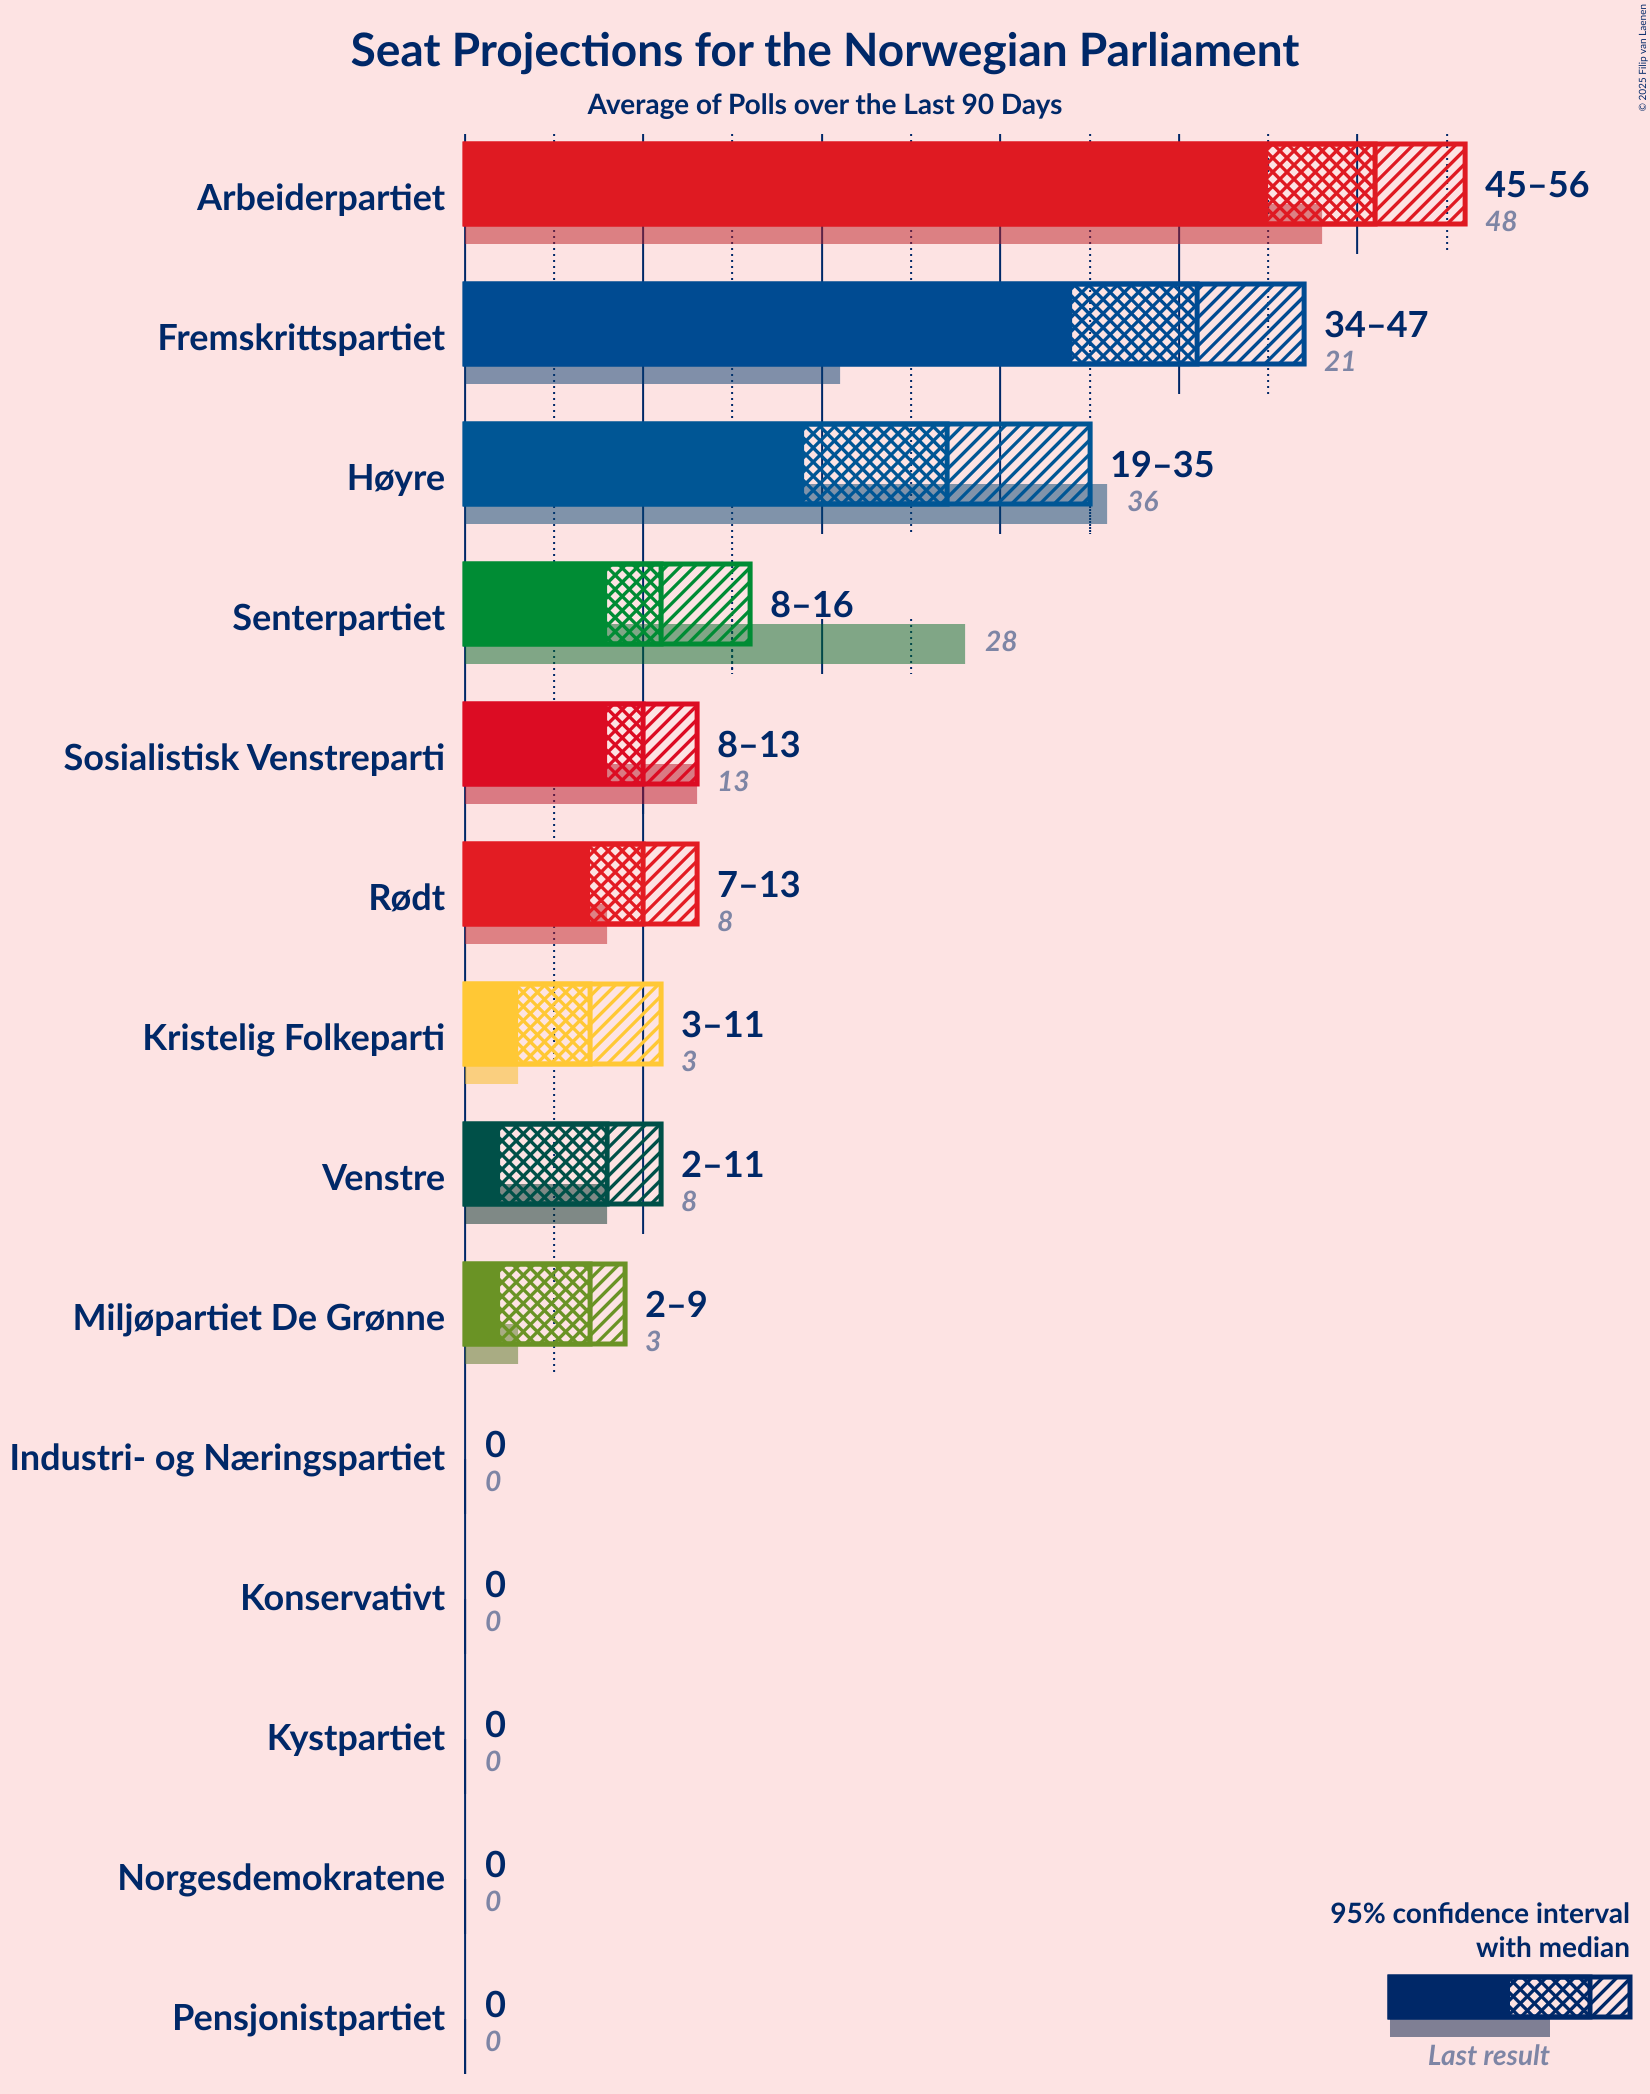 Seat Projections for the Norwegian Parliament
Average of Polls over the Last 90 Days
© 2025 Filip van Laenen
Arbeiderpartiet
45–56
48
Fremskrittspartiet
34–47
21
Høyre
19–35
36
Senterpartiet
8–16
28
Sosialistisk Venstreparti
8–13
13
Rødt
7–13
8
Kristelig Folkeparti
3–11
3
Venstre
2–11
8
Miljøpartiet De Grønne
2–9
3
Industri- og Næringspartiet
0
0
Konservativt
0
0
Kystpartiet
0
0
Norgesdemokratene
0
0
Pensjonistpartiet
0
0
95% confidence interval
with median
Last result